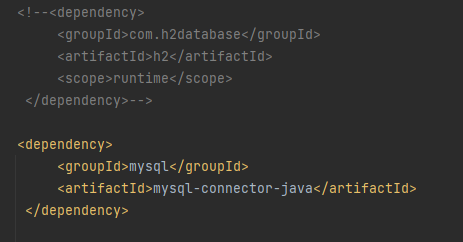 <!--<dependency>
<groupId>com.h2database</groupId>
<artifactId>h2</artifactId>
<scope>runtime</scope>
</dependency>-->
<dependency>
<groupId>mysql</groupId>
<artifactId>mysql-connector-java</artifactId>
</dependency>